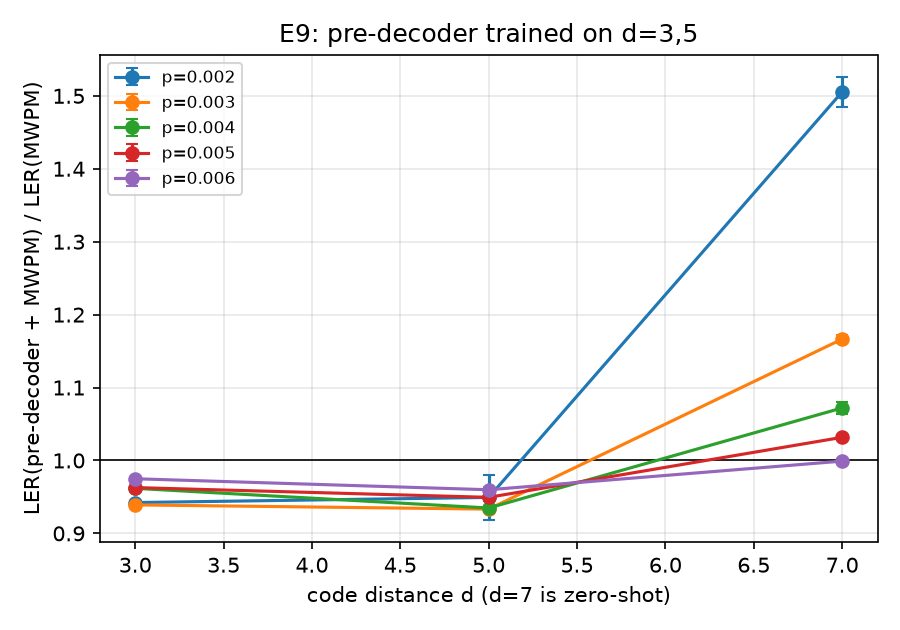 E9: pre-decoder trained on d=3,5
LER(pre-decoder + MWPM) / LER(MWPM)
1.5
1.4
1.3
1.2
1.1
1.0
0.9
p=0.002
p=0.003
p=0.004
p=0.005
p=0.006
3.0 3.5 4.0 4.5 5.0 5.5 6.0 6.5 7.0
code distance d (d=7 is zero-shot)